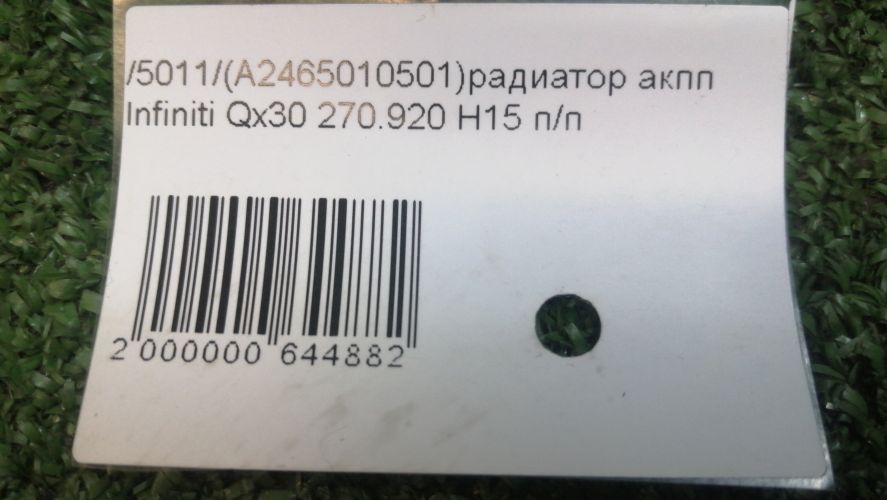 /5011/(A2465010501)радиатор акпп
Infiniti Qx30 270.920 H15 п/п
2 000000 644882